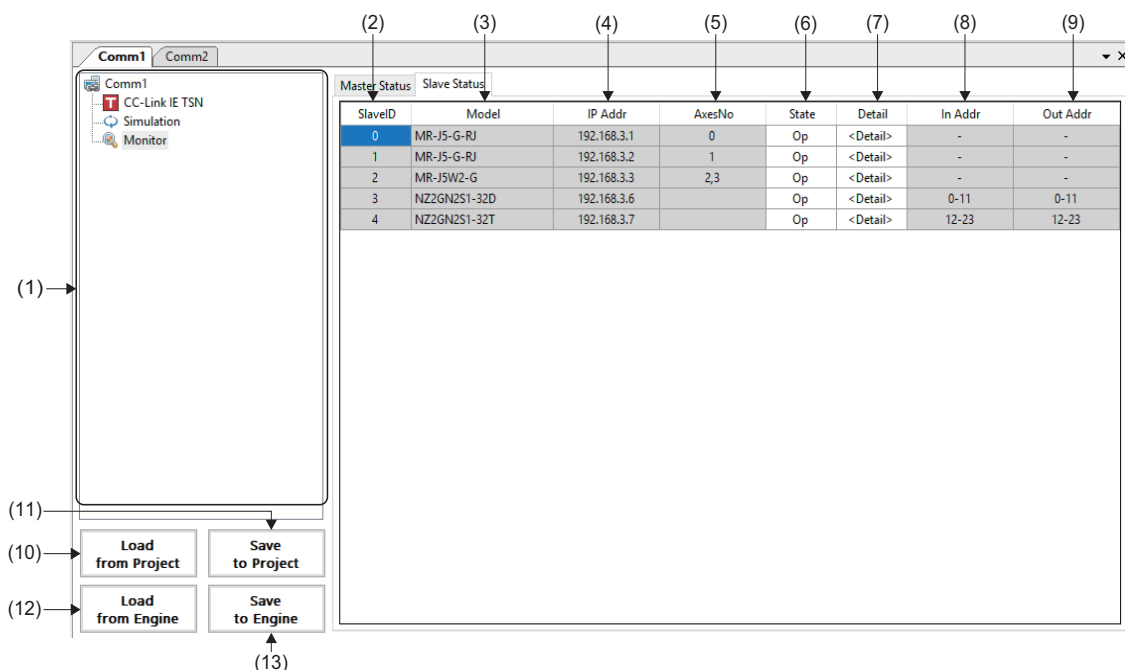 (2) (3) (4) (5) (6) (7) (8) (9)
Comm1 Comm2
Comm1
CC-Link IE TSN
Simulation
Monitor
(1)
Master Status Slave Status
SlaveID Model IP Addr AxesNo State Detail In Addr Out Addr
0 MR-J5-G-RJ 192.168.3.1 0 Op <Detail> - -
1 MR-J5-G-RJ 192.168.3.2 1 Op <Detail> - -
2 MR-J5W2-G 192.168.3.3 2,3 Op <Detail> - -
3 NZ2GN2S1-32D 192.168.3.6 Op <Detail> 0-11 0-11
4 NZ2GN2S1-32T 192.168.3.7 Op <Detail> 12-23 12-23
(11)
(10)
Load
from Project
Save
to Project
(12)
Load
from Engine
Save
to Engine
(13)